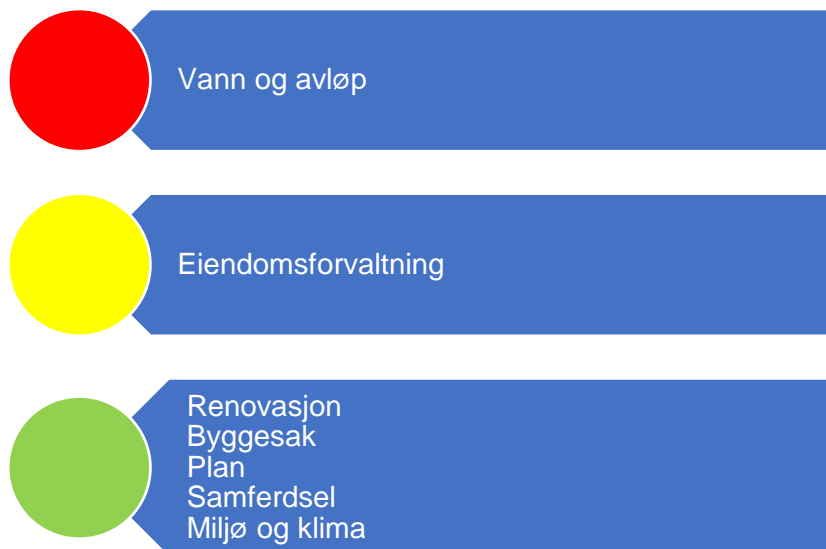 Vann og avløp
Eiendomsforvaltning
Renovasjon
Byggesak
Plan
Samferdsel
Miljø og klima